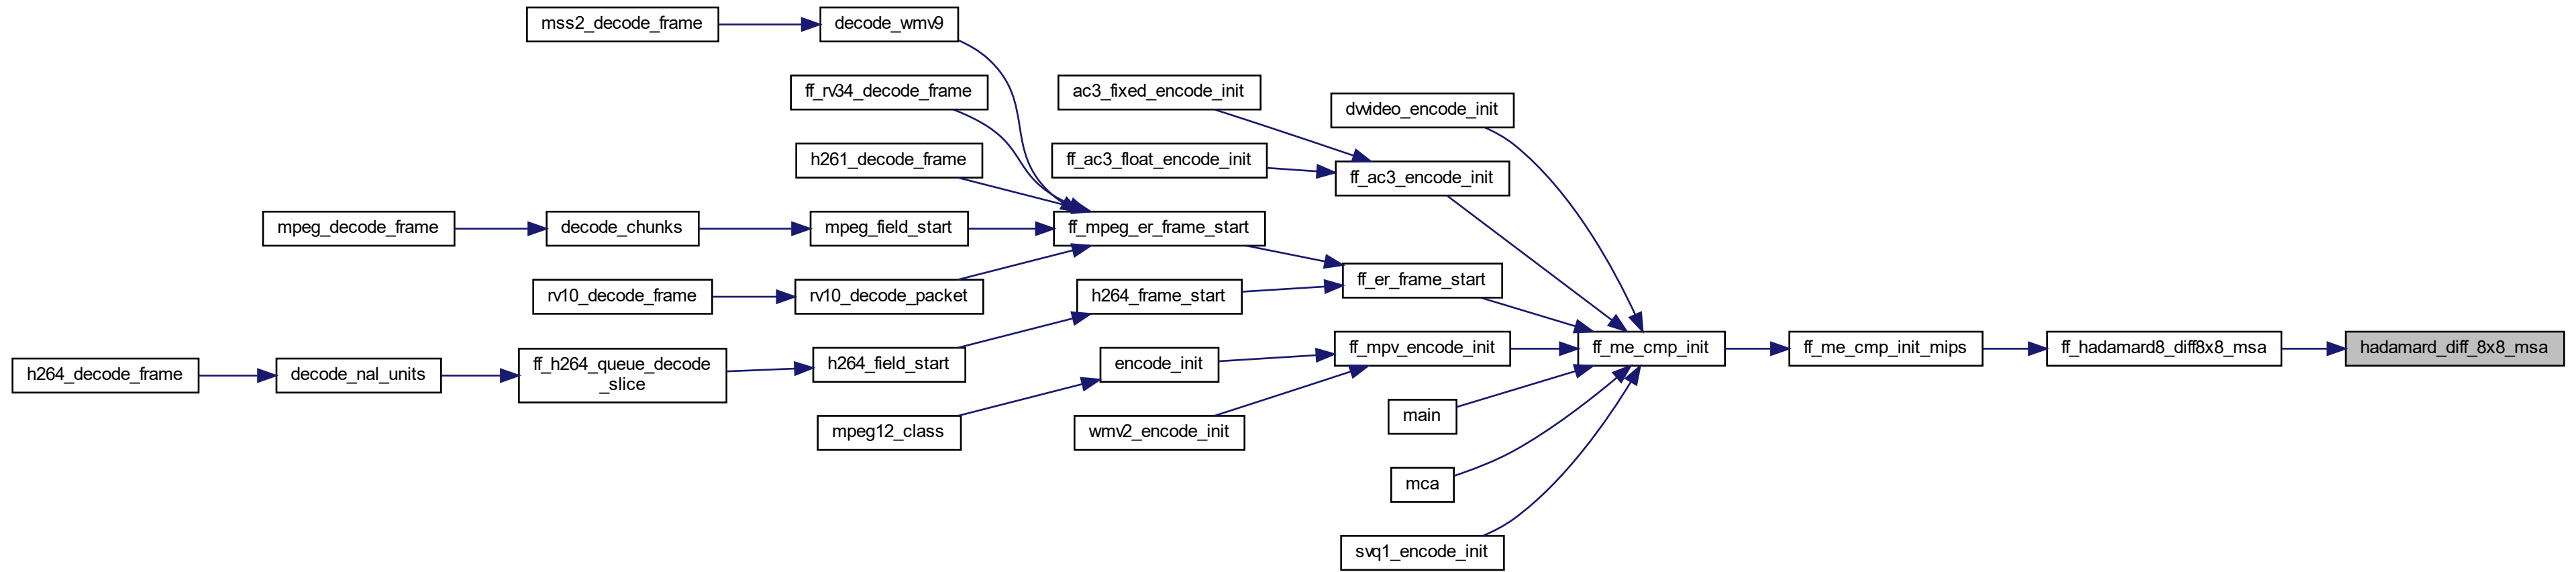 mss2_decode_frame
decode_wmv9
ff_rv34_decode_frame
ac3_fixed_encode_init
dvvideo_encode_init
h261_decode_frame
ff_ac3_float_encode_init
ff_ac3_encode_init
mpeg_decode_frame
decode_chunks
mpeg_field_start
ff_mpeg_er_frame_start
ff_er_frame_start
rv10_decode_frame
rv10_decode_packet
h264_frame_start
h264_decode_frame
decode_nal_units
ff_h264_queue_decode
_slice
h264_field_start
encode_init
ff_mpv_encode_init
ff_me_cmp_init
ff_me_cmp_init_mips
ff_hadamard8_diff8x8_msa
hadamard_diff_8x8_msa
mpeg12_class
wmv2_encode_init
main
mca
svq1_encode_init